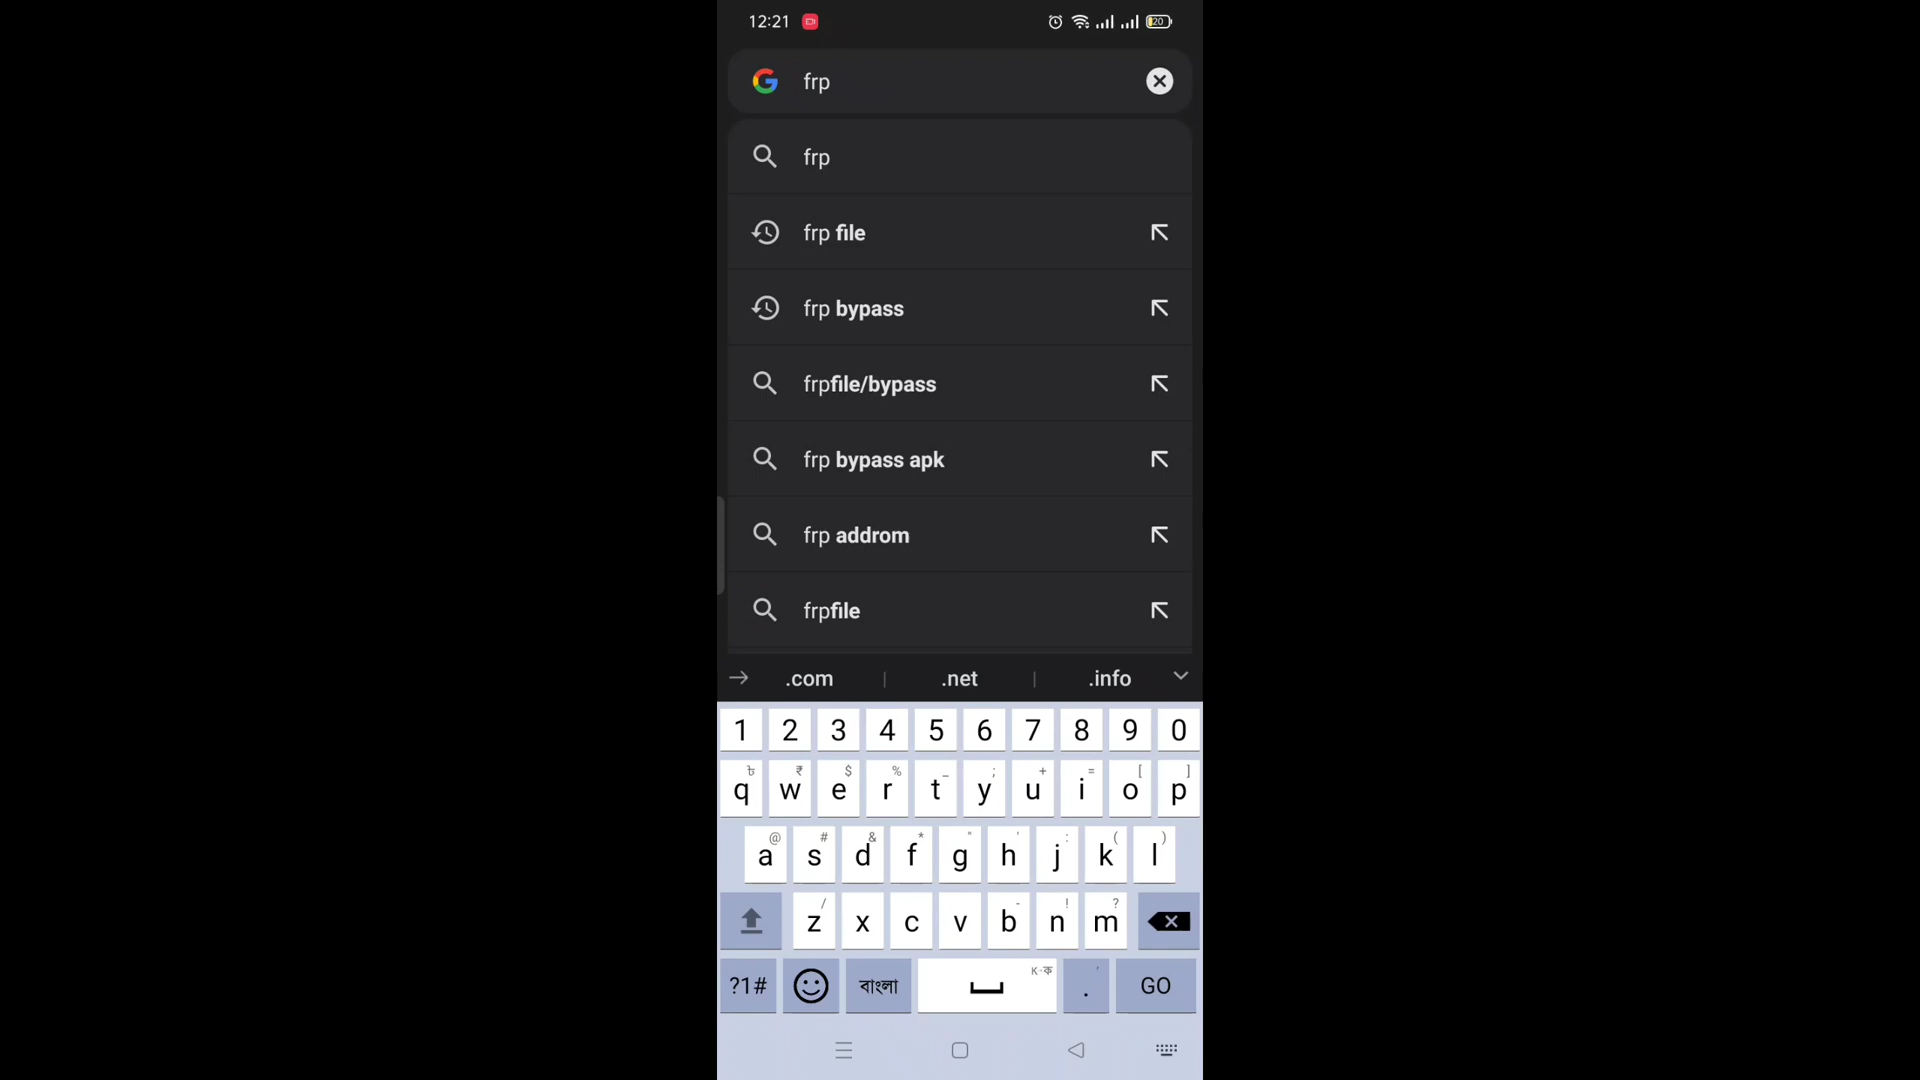 12:21
20
frp
frp
frp file
frp bypass
frpfile/bypass
frp bypass apk
frp addrom
frpfile
.com | .net | .info
1 2 3 4 5 6 7 8 9 0
৳ ₹ $ % _ ; + = [ ]
q w e r t y u i o p
@ # & * " ' : ( )
a s d f g h j k l
/ - ! ?
z x c v b n m
?1# বাংলা . GO